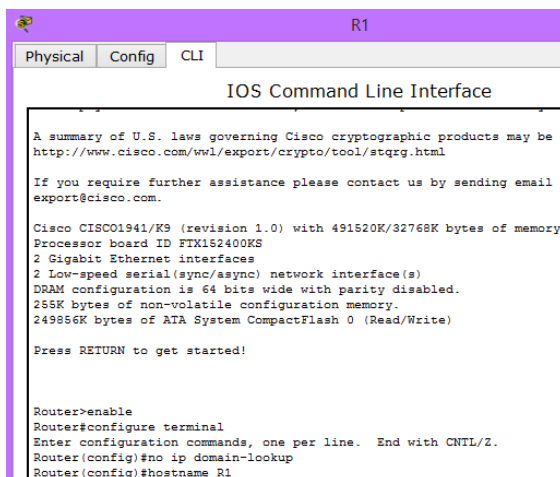 R1
Physical Config CLI
IOS Command Line Interface
A summary of U.S. laws governing Cisco cryptographic products may be
http://www.cisco.com/wwl/export/crypto/tool/stqrg.html
If you require further assistance please contact us by sending email
export@cisco.com.
Cisco CISCO1941/K9 (revision 1.0) with 491520K/32768K bytes of memory
Processor board ID FTX152400KS
2 Gigabit Ethernet interfaces
2 Low-speed serial(sync/async) network interface(s)
DRAM configuration is 64 bits wide with parity disabled.
255K bytes of non-volatile configuration memory.
249856K bytes of ATA System CompactFlash 0 (Read/Write)
Press RETURN to get started!
Router>enable
Router#configure terminal
Enter configuration commands, one per line.  End with CNTL/Z.
Router(config)#no ip domain-lookup
Router(config)#hostname R1